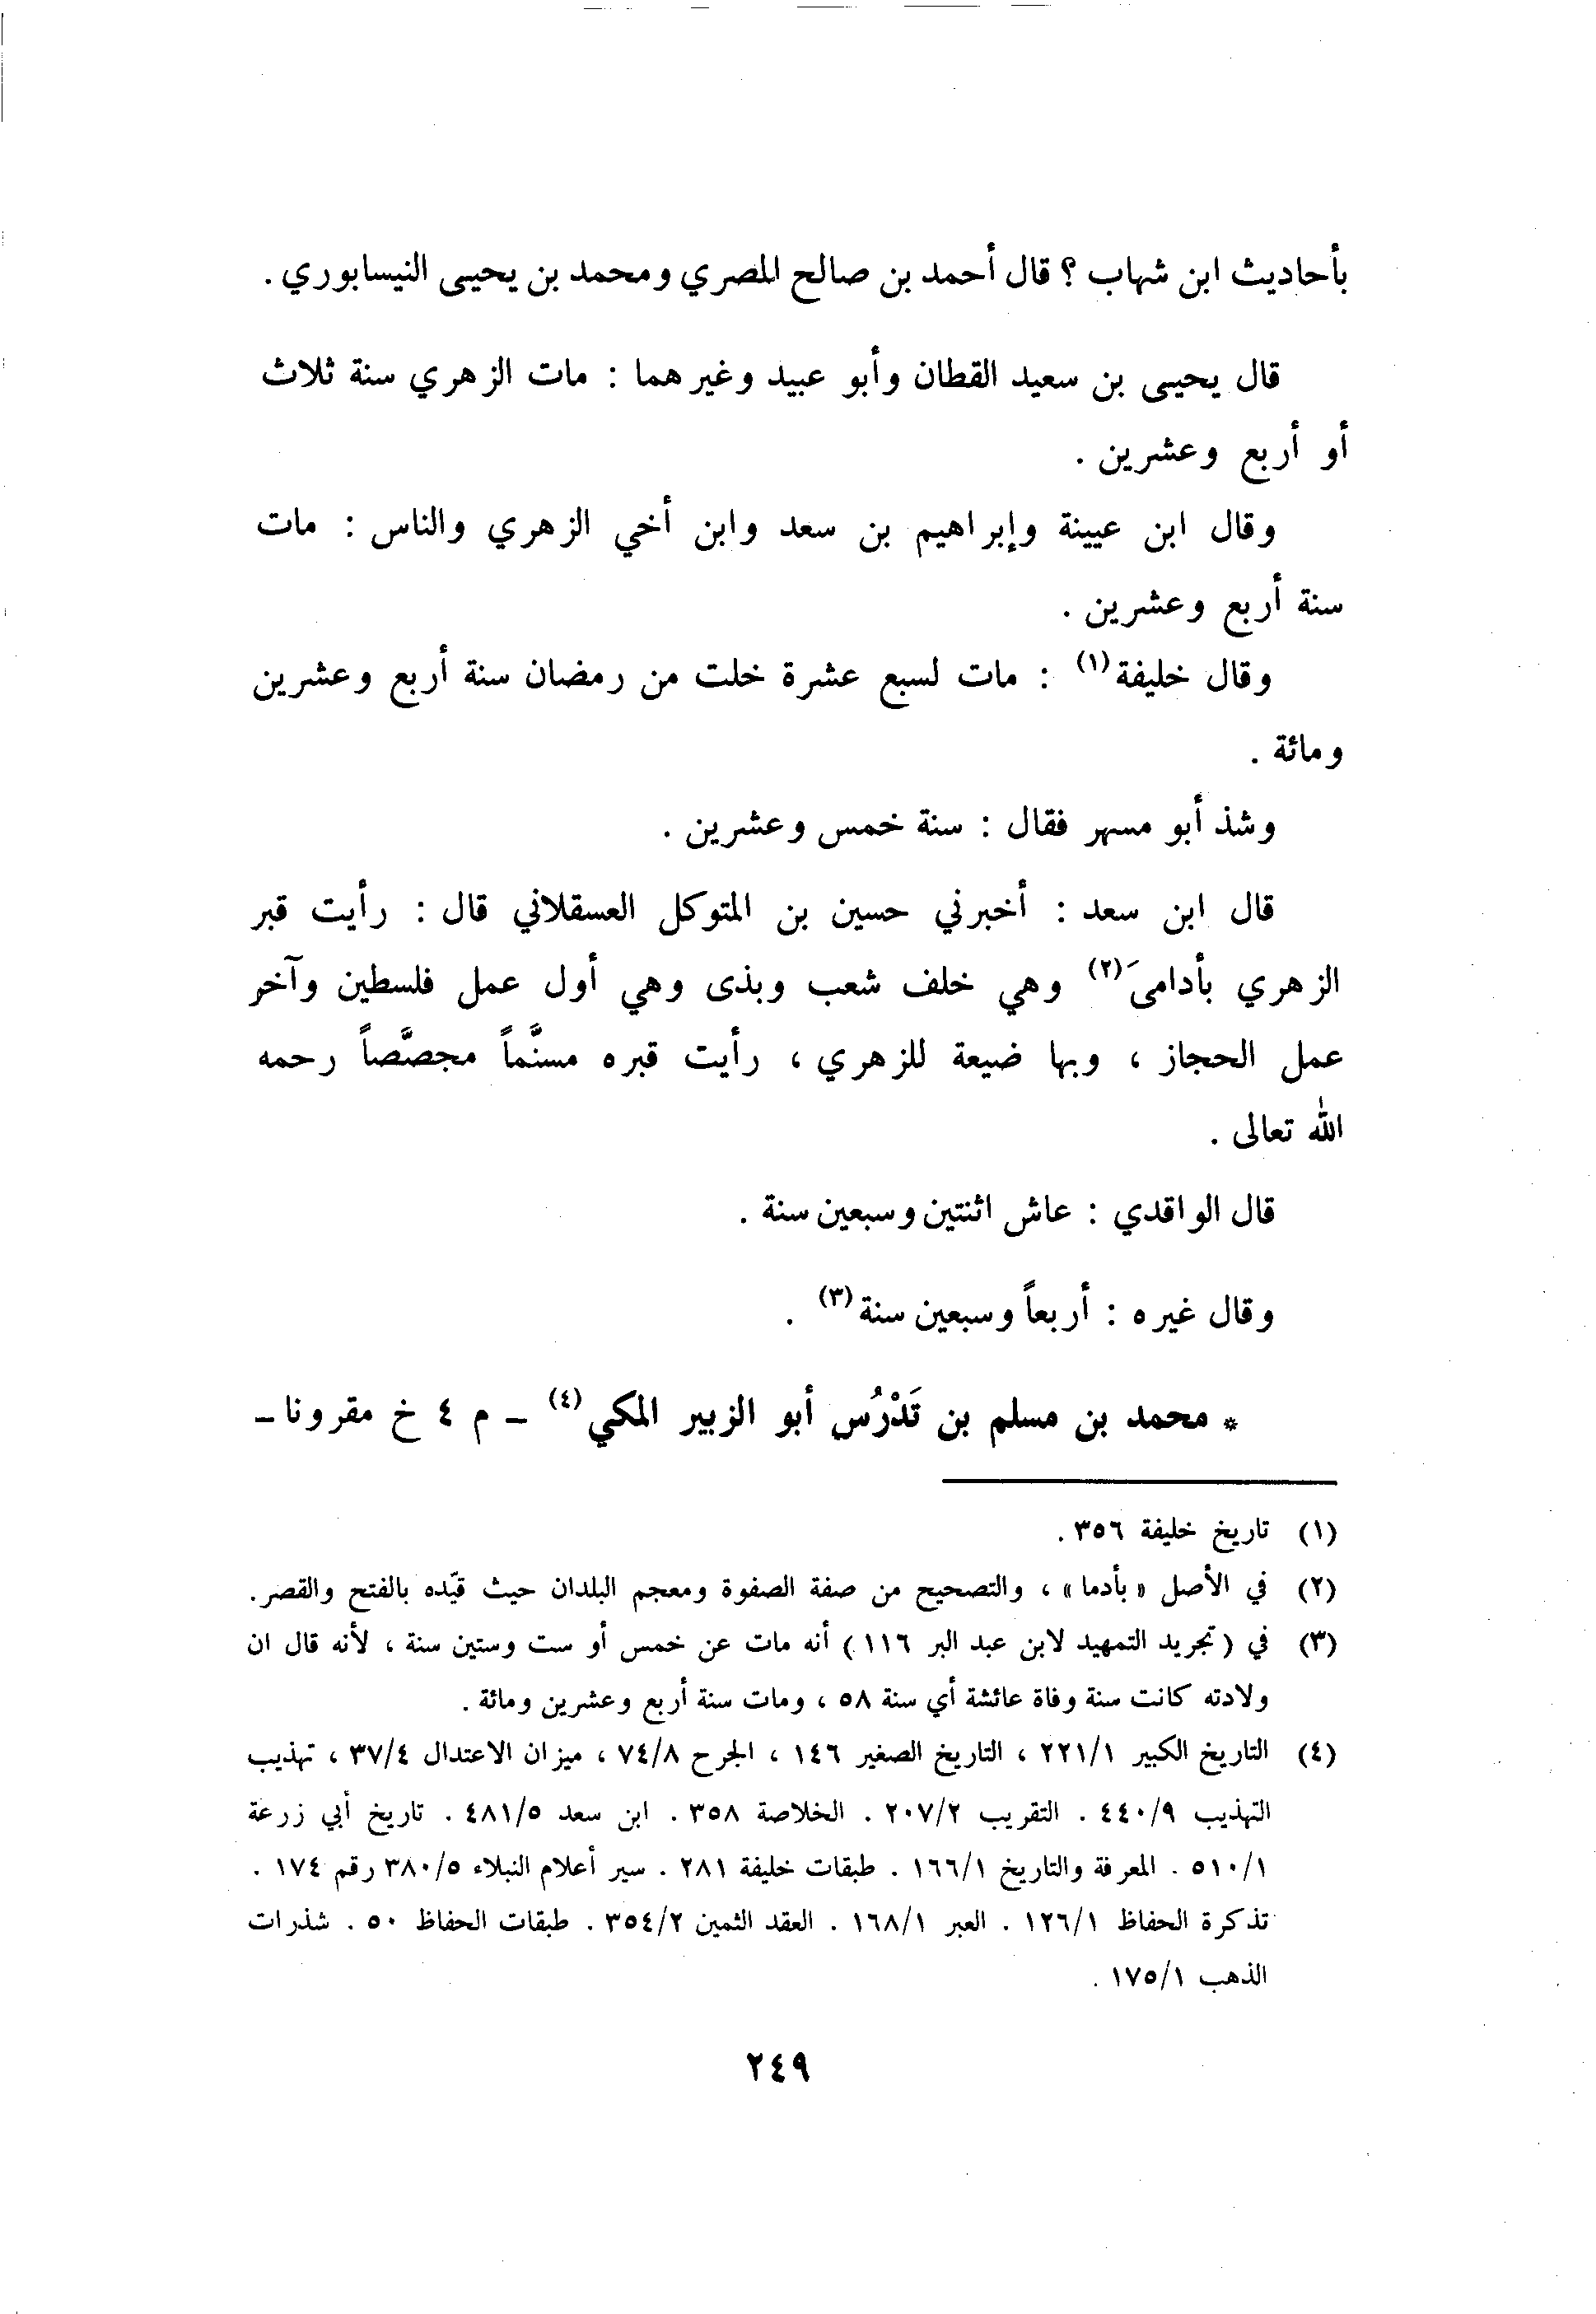 بأحاديث ابن شهاب ؟ قال أحمد بن صالح المصري ومحمد بن يحيى النيسابوري .
قال يحيى بن سعيد القطان وأبو عبيد وغيرهما : مات الزهري سنة ثلاث
أو أربع وعشرين .
وقال ابن عيينة وإبراهيم بن سعد وابن أخي الزهري والناس : مات
سنة أربع وعشرين .
وقال خليفة (١) : مات لسبع عشرة خلت من رمضان سنة أربع وعشرين
ومائة .
وشذ أبو مسهر فقال : سنة خمس وعشرين .
قال ابن سعد : أخبرني حسين بن المتوكل العسقلاني قال : رأيت قبر
الزهري بأدامىَ (٢) وهي خلف شعب وبذى وهي أول عمل فلسطين وآخر
عمل الحجاز ، وبها ضيعة للزهري ، رأيت قبره مسنَّماً مجصَّصاً رحمه
الله تعالى .
قال الواقدي : عاش اثنتين وسبعين سنة .
وقال غيره : أربعاً وسبعين سنة (٣) .
* محمد بن مسلم بن تَدْرُس أبو الزبير المكي (٤) – م ٤ خ مقرونا –
(١) تاريخ خليفة ٣٥٦ .
(٢) في الأصل « بأدما » ، والتصحيح من صفة الصفوة ومعجم البلدان حيث قيّده بالفتح والقصر.
(٣) في ( تجريد التمهيد لابن عبد البر ١١٦ ) أنه مات عن خمس أو ست وستين سنة ، لأنه قال ان
ولادته كانت سنة وفاة عائشة أي سنة ٥٨ ، ومات سنة أربع وعشرين ومائة .
(٤) التاريخ الكبير ٢٢١/١ ، التاريخ الصغير ١٤٦ ، الجرح ٧٤/٨ ، ميزان الاعتدال ٣٧/٤ ، تهذيب
التهذيب ٤٤٠/٩ . التقريب ٢٠٧/٢ . الخلاصة ٣٥٨ . ابن سعد ٤٨١/٥ . تاريخ أبي زرعة
٥١٠/١ . المعرفة والتاريخ ١٦٦/١ . طبقات خليفة ٢٨١ . سير أعلام النبلاء ٣٨٠/٥ رقم ١٧٤ .
تذكرة الحفاظ ١٢٦/١ . العبر ١٦٨/١ . العقد الثمين ٣٥٤/٢ . طبقات الحفاظ ٥٠ . شذرات
الذهب ١٧٥/١ .
٢٤٩